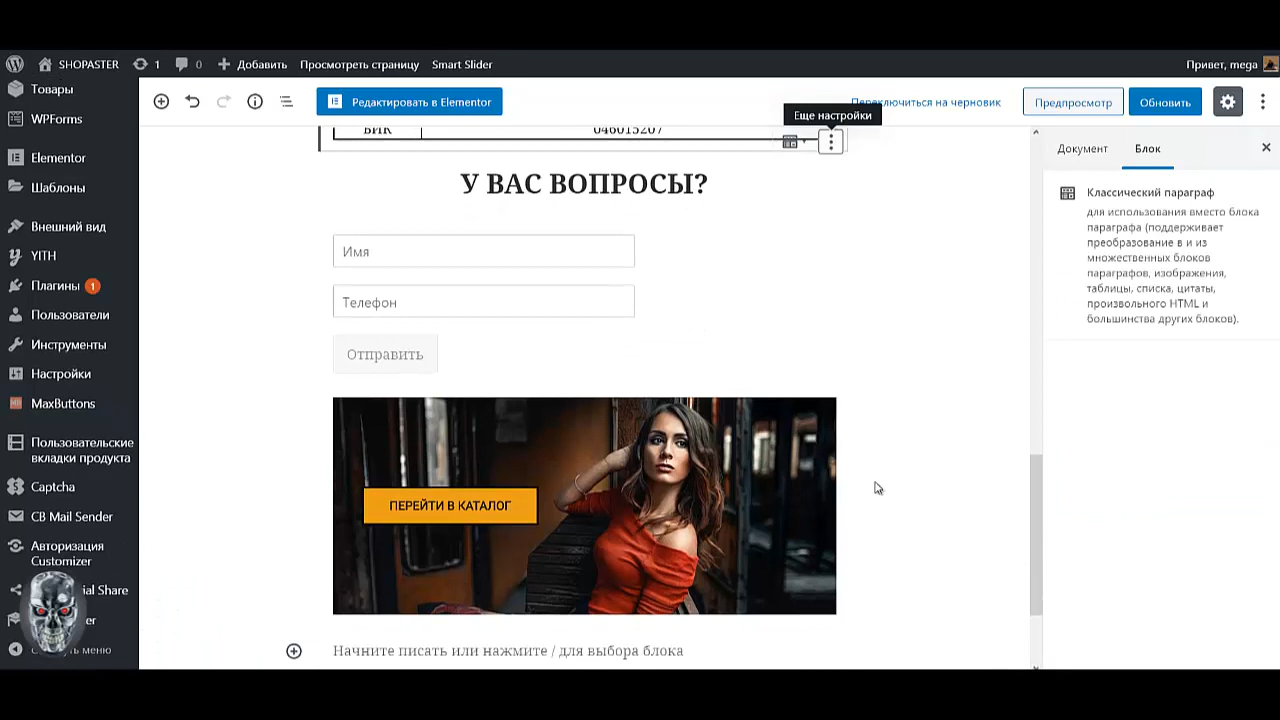 SHOPASTER
1
0
Добавить
Просмотреть страницу
Smart Slider
Привет, mega
Товары
WPForms
Elementor
Шаблоны
Внешний вид
YITH
Плагины 1
Пользователи
Инструменты
Настройки
MaxButtons
Пользовательские
вкладки продукта
Captcha
CB Mail Sender
Авторизация
Customizer
ial Share
меню
Редактировать в Elementor
Переключиться на черновик
Предпросмотр
Обновить
Еще настройки
БИК 046015207
У ВАС ВОПРОСЫ?
Имя
Телефон
Отправить
ПЕРЕЙТИ В КАТАЛОГ
Начните писать или нажмите / для выбора блока
Документ
Блок
Классический параграф
для использования вместо блока
параграфа (поддерживает
преобразование в и из
множественных блоков
параграфов, изображения,
таблицы, списка, цитаты,
произвольного HTML и
большинства других блоков).